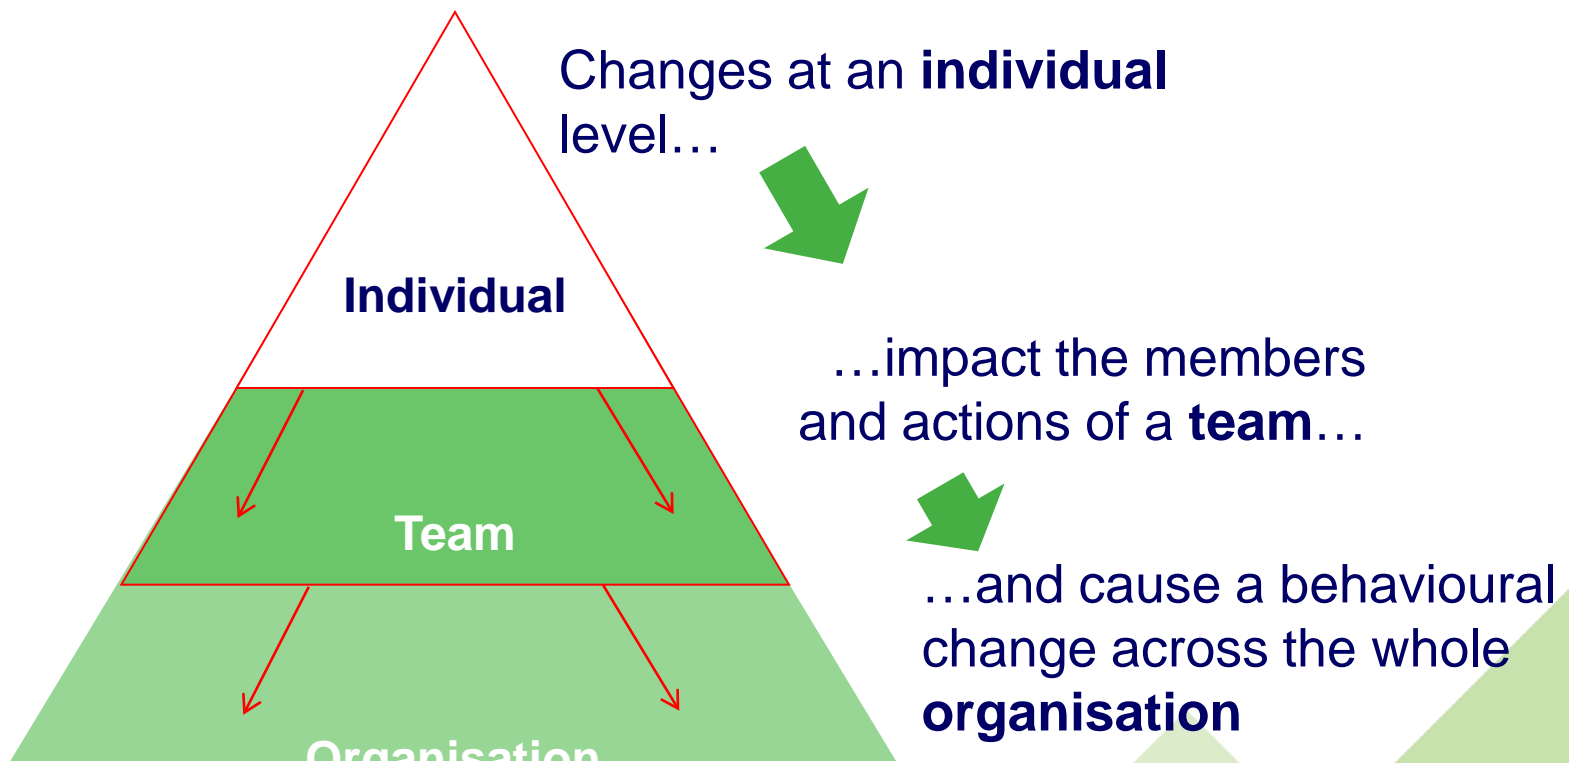 Changes at an individual
level…
Individual
…impact the members
and actions of a team…
Team
…and cause a behavioural
change across the whole
organisation
Organisation